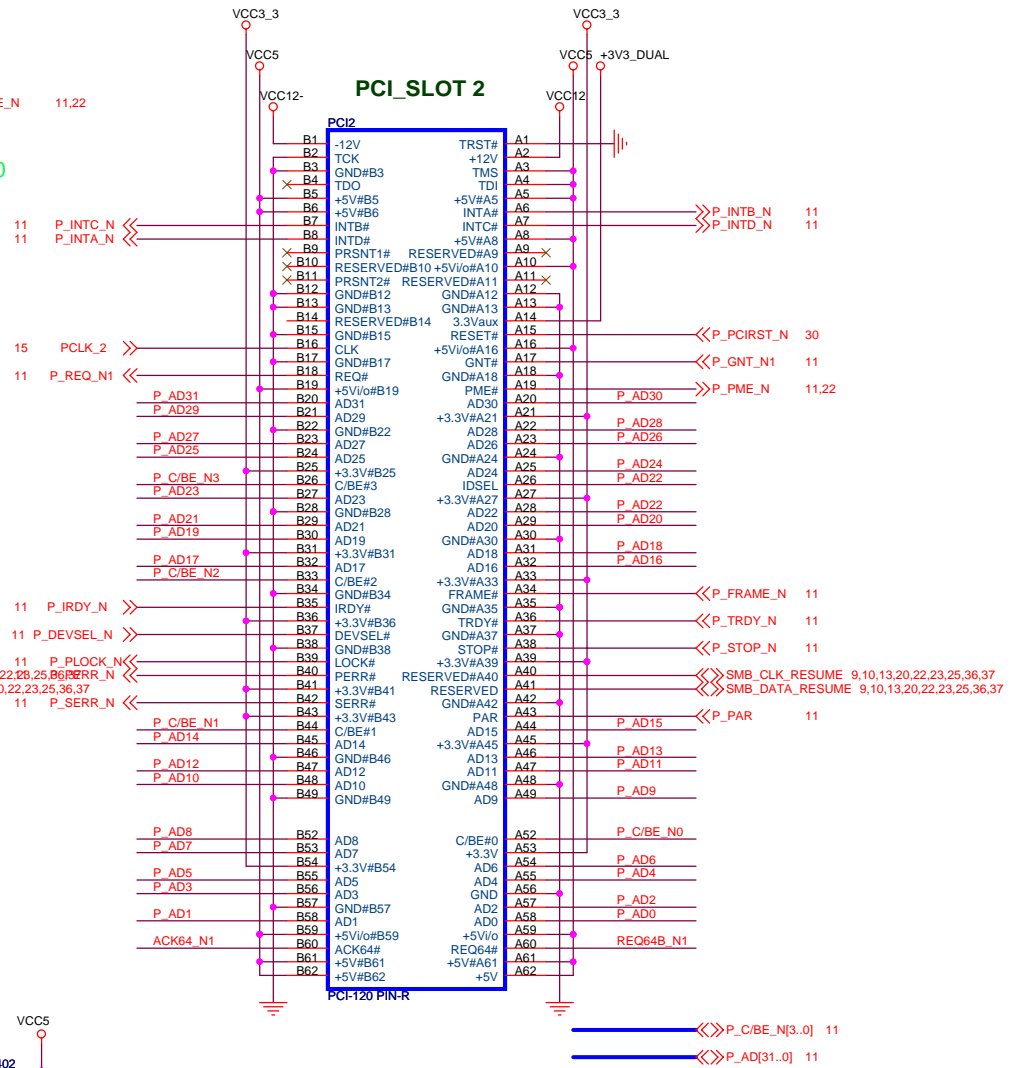 VCC3_3 VCC3_3
VCC5 VCC5 +3V3_DUAL
PCI_SLOT 2
VCC12- VCC12
E_N 11,22
PCI2
B1 -12V TRST# A1
B2 TCK +12V A2
B3 GND#B3 TMS A3
B4 TDO TDI A4
B5 +5V#B5 +5V#A5 A5
B6 +5V#B6 INTA# A6 P_INTB_N 11
11 P_INTC_N B7 INTB# INTC# A7 P_INTD_N 11
11 P_INTA_N B8 INTD# +5V#A8 A8
B9 PRSNT1# RESERVED#A9 A9
B10 RESERVED#B10 +5Vi/o#A10 A10
B11 PRSNT2# RESERVED#A11 A11
B12 GND#B12 GND#A12 A12
B13 GND#B13 GND#A13 A13
B14 RESERVED#B14 3.3Vaux A14
B15 GND#B15 RESET# A15 P_PCIRST_N 30
15 PCLK_2 B16 CLK +5Vi/o#A16 A16
B17 GND#B17 GNT# A17 P_GNT_N1 11
11 P_REQ_N1 B18 REQ# GND#A18 A18
B19 +5Vi/o#B19 PME# A19 P_PME_N 11,22
P_AD31 B20 AD31 AD30 A20 P_AD30
P_AD29 B21 AD29 +3.3V#A21 A21
B22 GND#B22 AD28 A22 P_AD28
P_AD27 B23 AD27 AD26 A23 P_AD26
P_AD25 B24 AD25 GND#A24 A24
B25 +3.3V#B25 AD24 A25 P_AD24
P_C/BE_N3 B26 C/BE#3 IDSEL A26 P_AD22
P_AD23 B27 AD23 +3.3V#A27 A27
B28 GND#B28 AD22 A28 P_AD22
P_AD21 B29 AD21 AD20 A29 P_AD20
P_AD19 B30 AD19 GND#A30 A30
B31 +3.3V#B31 AD18 A31 P_AD18
P_AD17 B32 AD17 AD16 A32 P_AD16
P_C/BE_N2 B33 C/BE#2 +3.3V#A33 A33
B34 GND#B34 FRAME# A34 P_FRAME_N 11
11 P_IRDY_N B35 IRDY# GND#A35 A35
B36 +3.3V#B36 TRDY# A36 P_TRDY_N 11
11 P_DEVSEL_N B37 DEVSEL# GND#A37 A37
B38 GND#B38 STOP# A38 P_STOP_N 11
11 P_PLOCK_N B39 LOCK# +3.3V#A39 A39
P_PERR_N B40 PERR# RESERVED#A40 A40 SMB_CLK_RESUME 9,10,13,20,22,23,25,36,37
0,22,23,25,36,37 B41 +3.3V#B41 RESERVED A41 SMB_DATA_RESUME 9,10,13,20,22,23,25,36,37
11 P_SERR_N B42 SERR# GND#A42 A42
B43 +3.3V#B43 PAR A43 P_PAR 11
P_C/BE_N1 B44 C/BE#1 AD15 A44 P_AD15
P_AD14 B45 AD14 +3.3V#A45 A45
B46 GND#B46 AD13 A46 P_AD13
P_AD12 B47 AD12 AD11 A47 P_AD11
P_AD10 B48 AD10 GND#A48 A48
B49 GND#B49 AD9 A49 P_AD9
P_AD8 B52 AD8 C/BE#0 A52 P_C/BE_N0
P_AD7 B53 AD7 +3.3V A53
B54 +3.3V#B54 AD6 A54 P_AD6
P_AD5 B55 AD5 AD4 A55 P_AD4
P_AD3 B56 AD3 GND A56
B57 GND#B57 AD2 A57 P_AD2
P_AD1 B58 AD1 AD0 A58 P_AD0
B59 +5Vi/o#B59 +5Vi/o A59
ACK64_N1 B60 ACK64# REQ64# A60 REQ64B_N1
B61 +5V#B61 +5V#A61 A61
B62 +5V#B62 +5V A62
PCI-120 PIN-R
VCC5
P_C/BE_N[3..0] 11
P_AD[31..0] 11
402